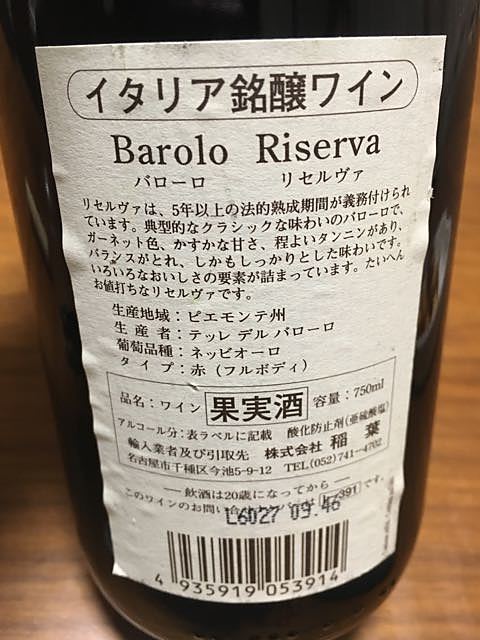 イタリア銘醸ワイン
Barolo Riserva
バローロ リセルヴァ
リセルヴァは、5年以上の法的熟成期間が義務付けられ
ています。典型的なクラシックな味わいのバローロで、
ガーネット色、かすかな甘さ、程よいタンニンがあり、
バランスがとれ、しかもしっかりとした味わいです。
いろいろなおいしさの要素が詰まっています。たいへん
お値打ちなリセルヴァです。
生産地域：ピエモンテ州
生産者：テッレ デル バローロ
葡萄品種：ネッビオーロ
タイプ：赤（フルボディ）
品名：ワイン 果実酒 容量：750ml
アルコール分：表ラベルに記載 酸化防止剤（亜硫酸塩）
輸入業者及び引取先 株式会社 稲葉
名古屋市千種区今池5-9-12 TEL(052)741-4702
飲酒は20歳になってから
このワインのお問い合わ
です。
L6027 09:46
4 935919 053914